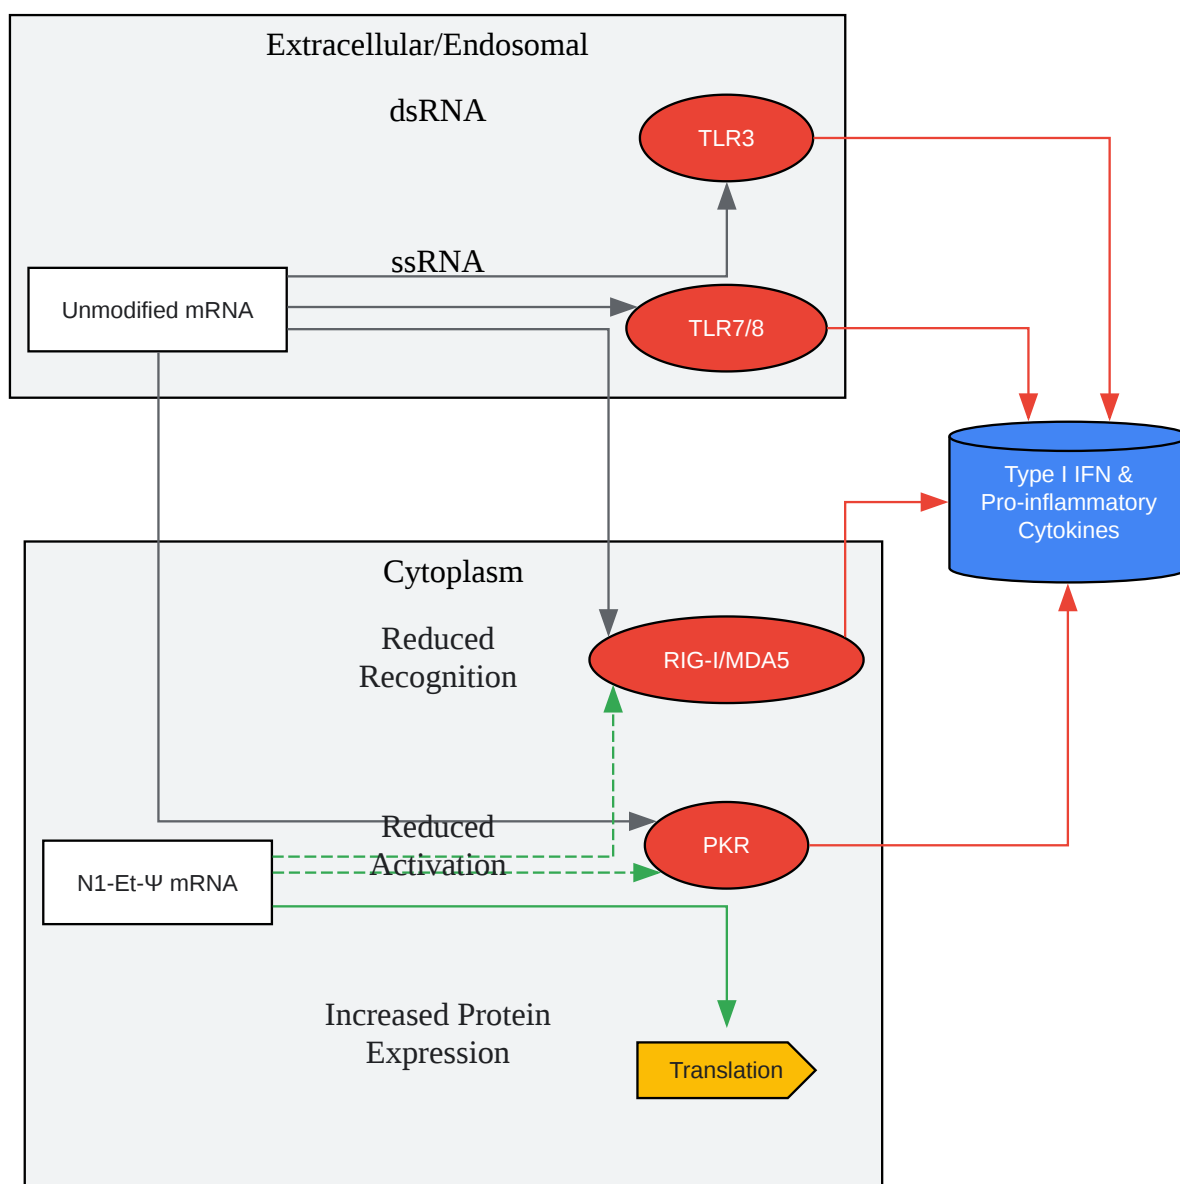 Extracellular/Endosomal
dsRNA
TLR3
ssRNA
Unmodified mRNA
TLR7/8
Type I IFN &
Pro-inflammatory
Cytokines
Cytoplasm
Reduced
Recognition
RIG-I/MDA5
Reduced
Activation
PKR
N1-Et-Ψ mRNA
Increased Protein
Expression
Translation